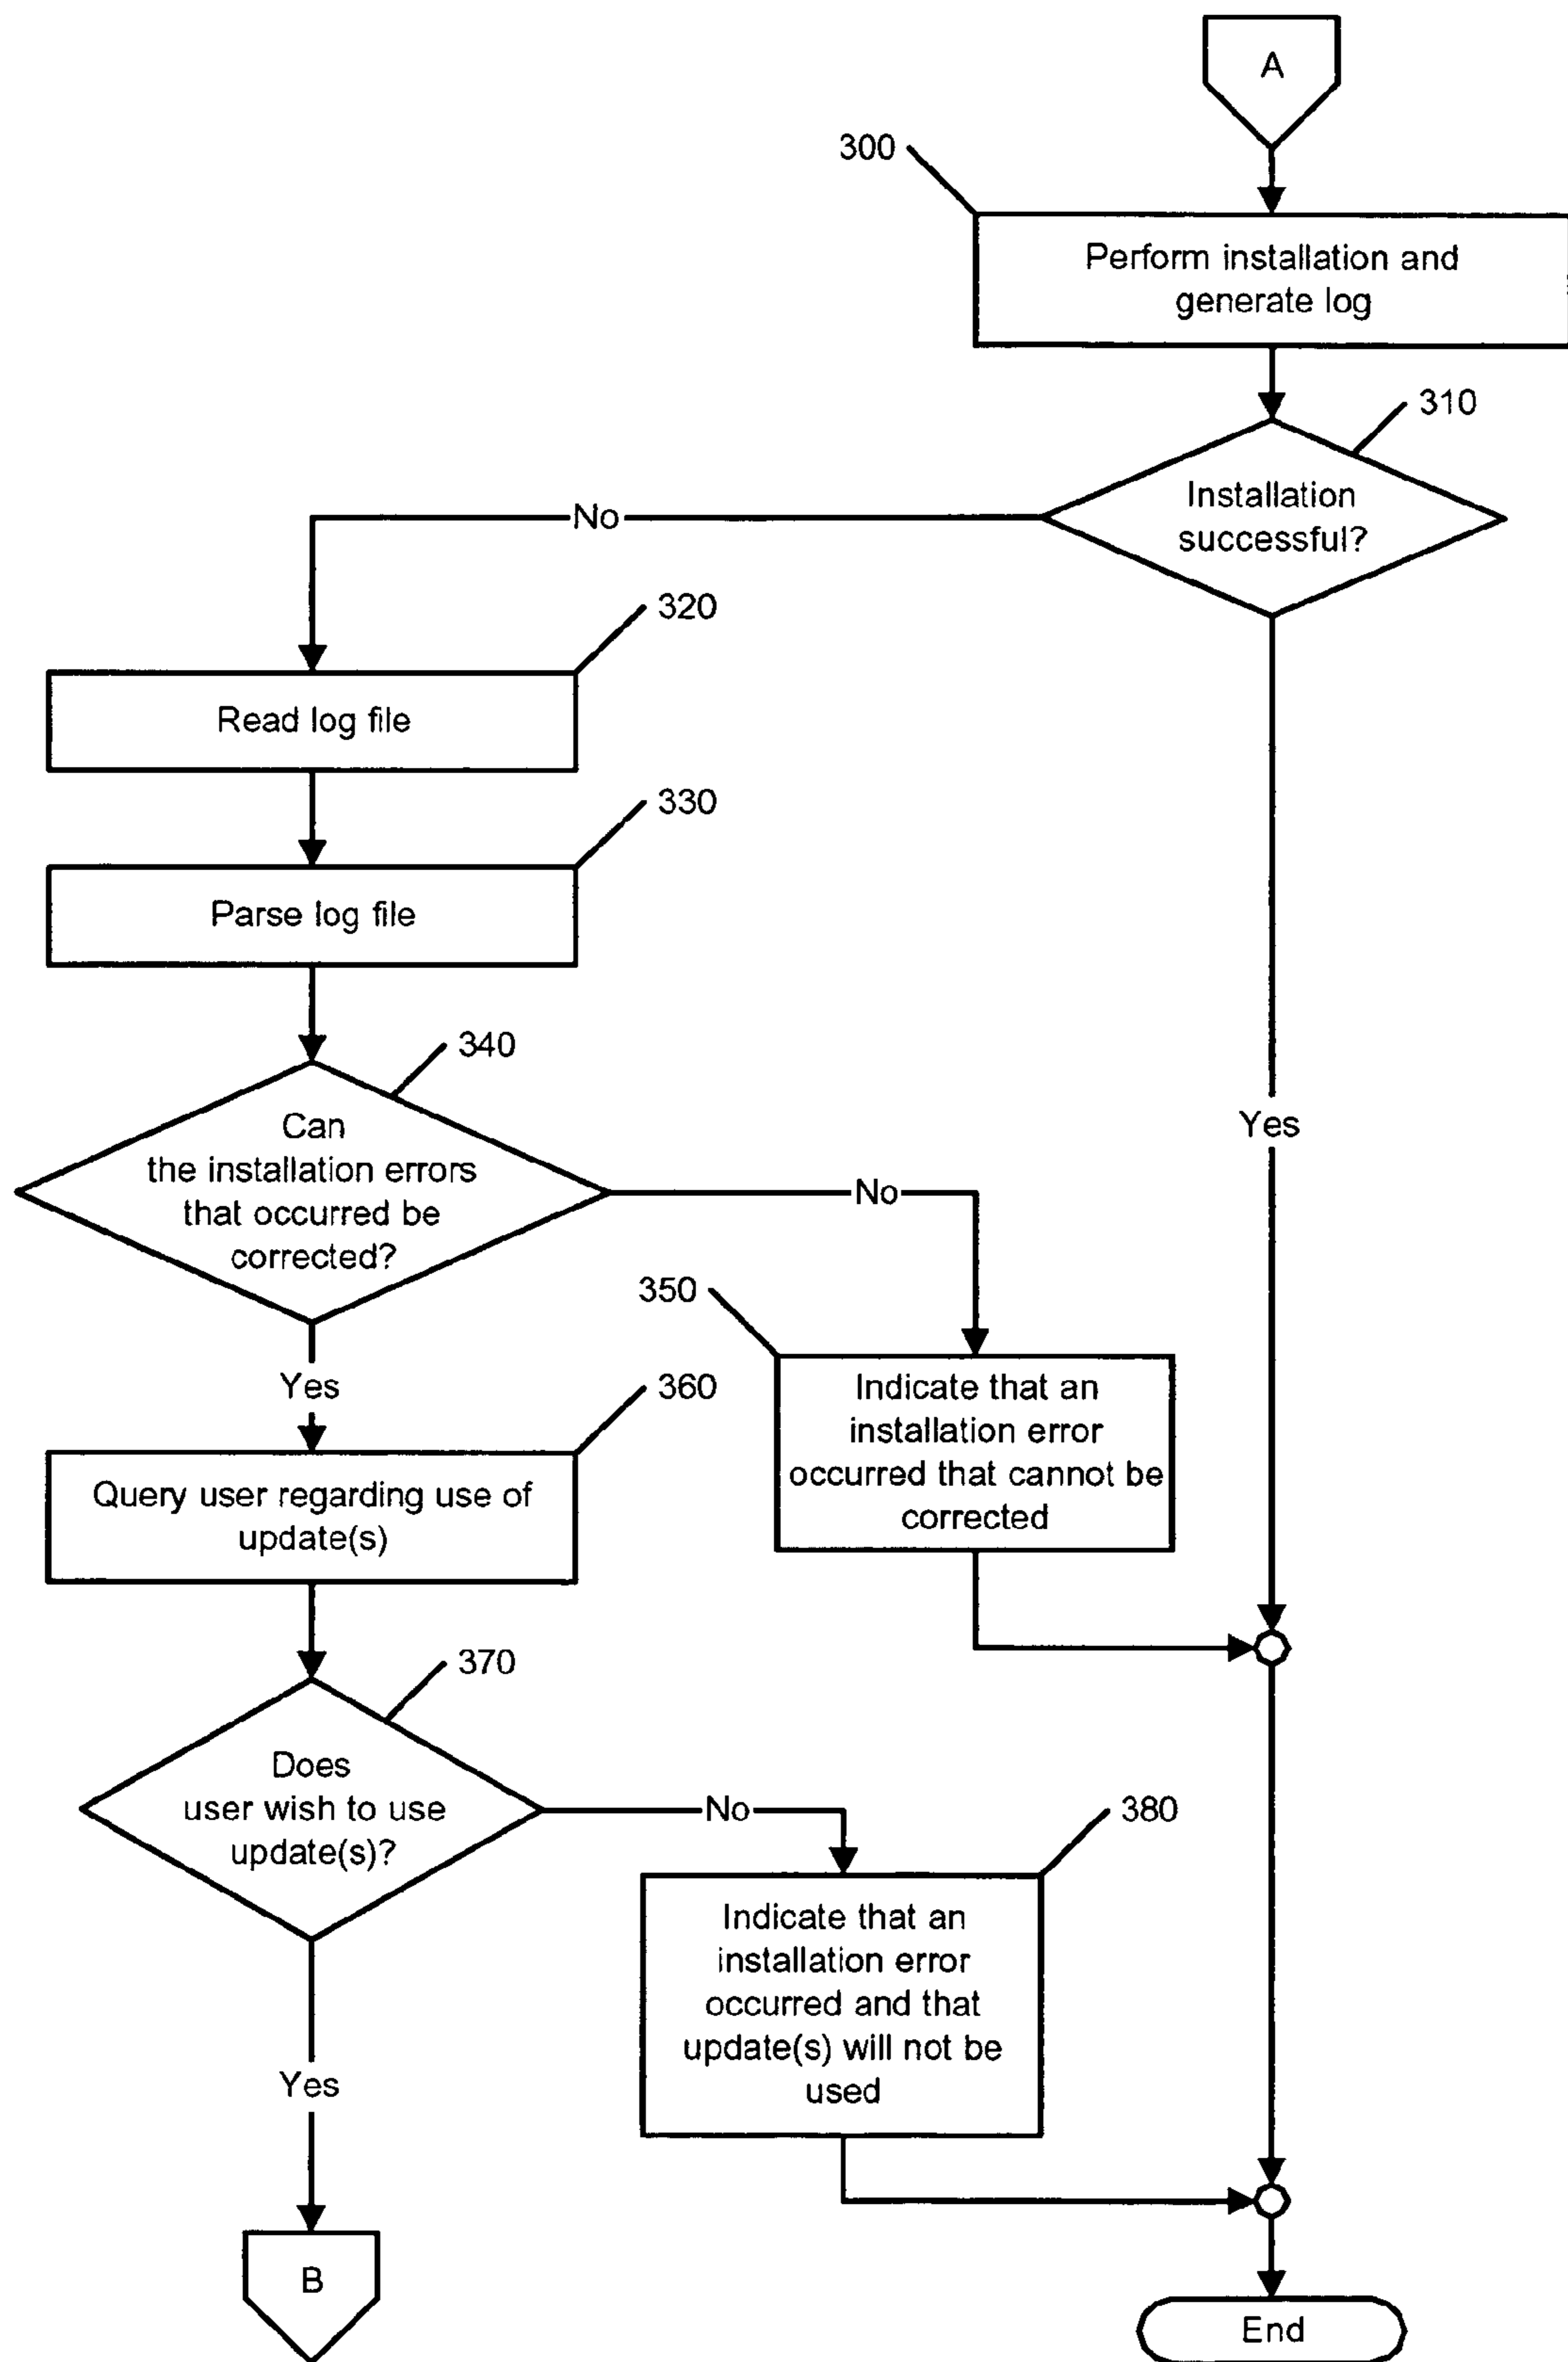 A
300
Perform installation and
generate log
310
Installation
successful?
No
320
Read log file
330
Parse log file
340
Can
the installation errors
that occurred be
corrected?
No
Yes
Yes
350
Indicate that an
installation error
occurred that cannot be
corrected
360
Query user regarding use of
update(s)
370
Does
user wish to use
update(s)?
No
380
Indicate that an
installation error
occurred and that
update(s) will not be
used
Yes
B
End